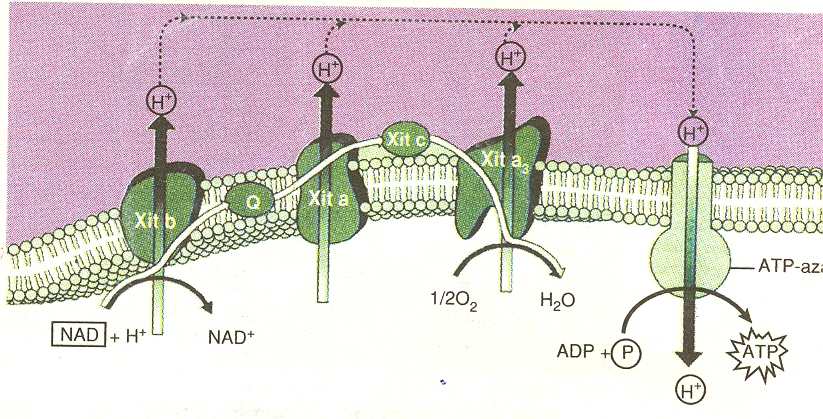 H⁺
H⁺
H⁺
H⁺
Xit b
Q
Xit a
Xit c
Xit a₃
ATP-aza
NAD + H⁺
NAD⁺
1/2O₂
H₂O
ADP + P
ATP
H⁺